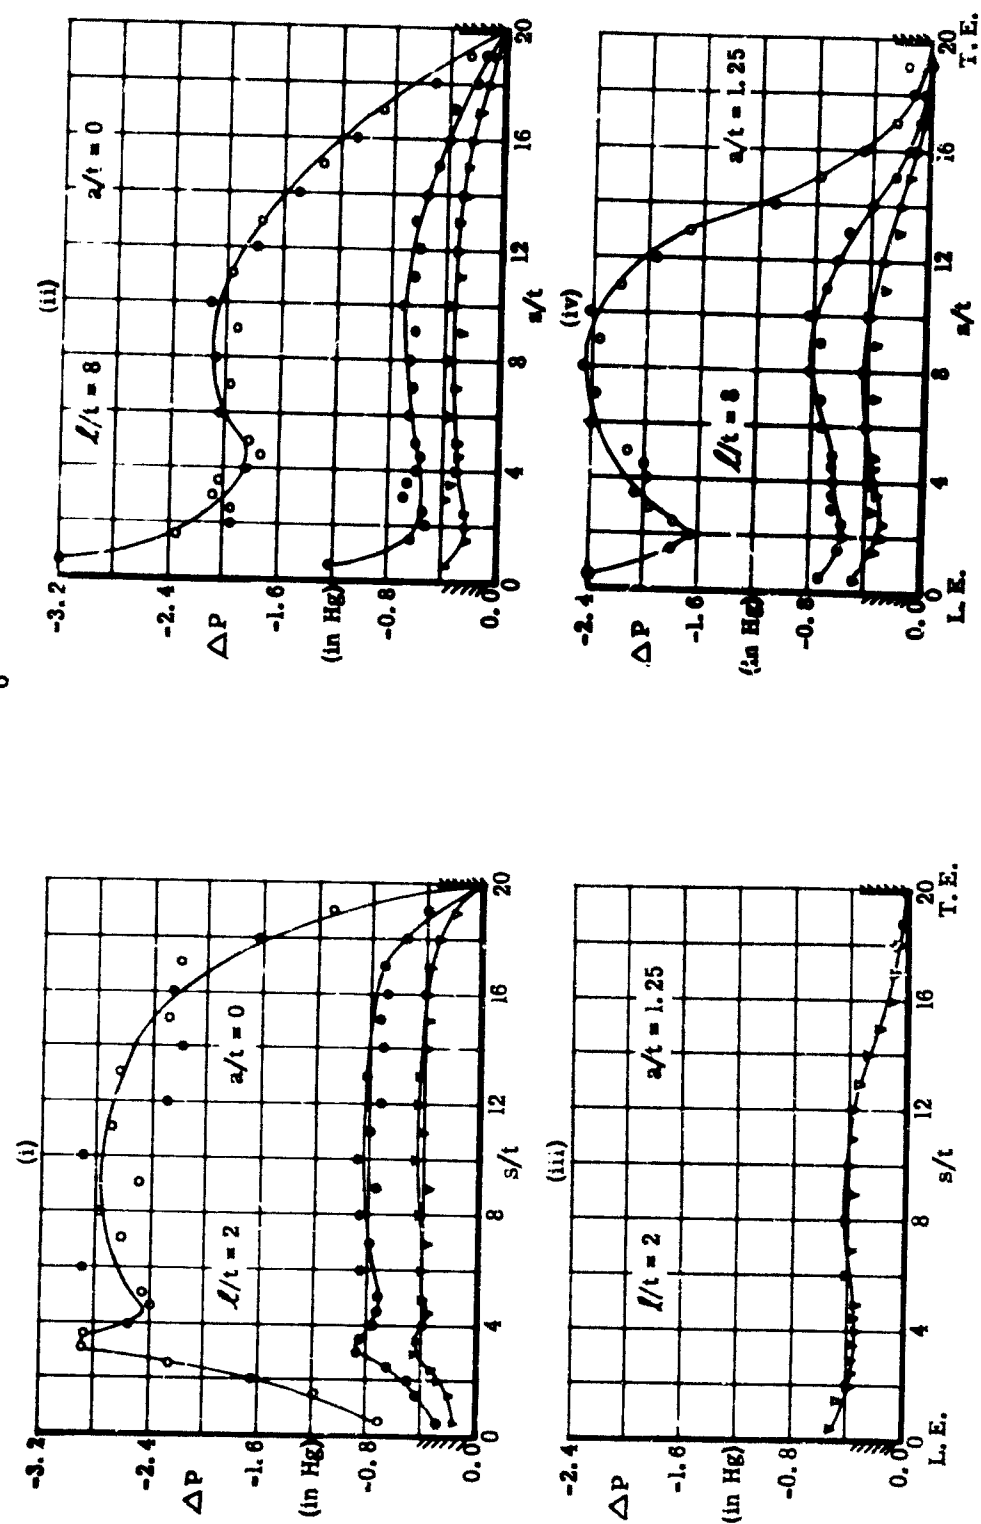 (i)
-3.2
-2.4
ΔP
-1.6
(in Hg)
-0.8
0.0
ℓ/t = 2
a/t = 0
0
4
8
s/t
12
16
20
(ii)
-3.2
-2.4
ΔP
-1.6
(in Hg)
-0.8
0.0
ℓ/t = 8
a/t = 0
0
4
8
s/t
12
16
20
(iii)
-2.4
ΔP
-1.6
(in Hg)
-0.8
0.0
ℓ/t = 2
a/t = 1.25
0
4
8
s/t
12
16
20
L. E.
T. E.
(iv)
-2.4
ΔP
-1.6
(in Hg)
-0.8
0.0
ℓ/t = 8
a/t = 1.25
0
4
8
s/t
12
16
20
L. E.
T. E.